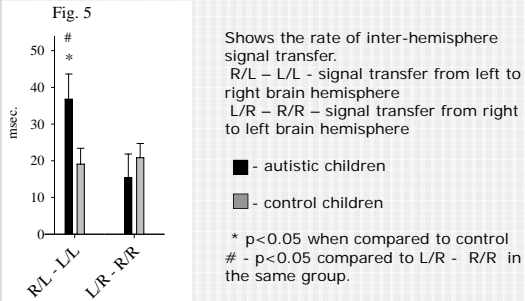 Fig. 5
#
*
50
40
30
20
10
0
msec.
R/L - L/L
L/R - R/R
Shows the rate of inter-hemisphere
signal transfer.
R/L – L/L - signal transfer from left to
right brain hemisphere
L/R – R/R – signal transfer from right
to left brain hemisphere
- autistic children
- control children
* p<0.05 when compared to control
# - p<0.05 compared to L/R - R/R in
the same group.